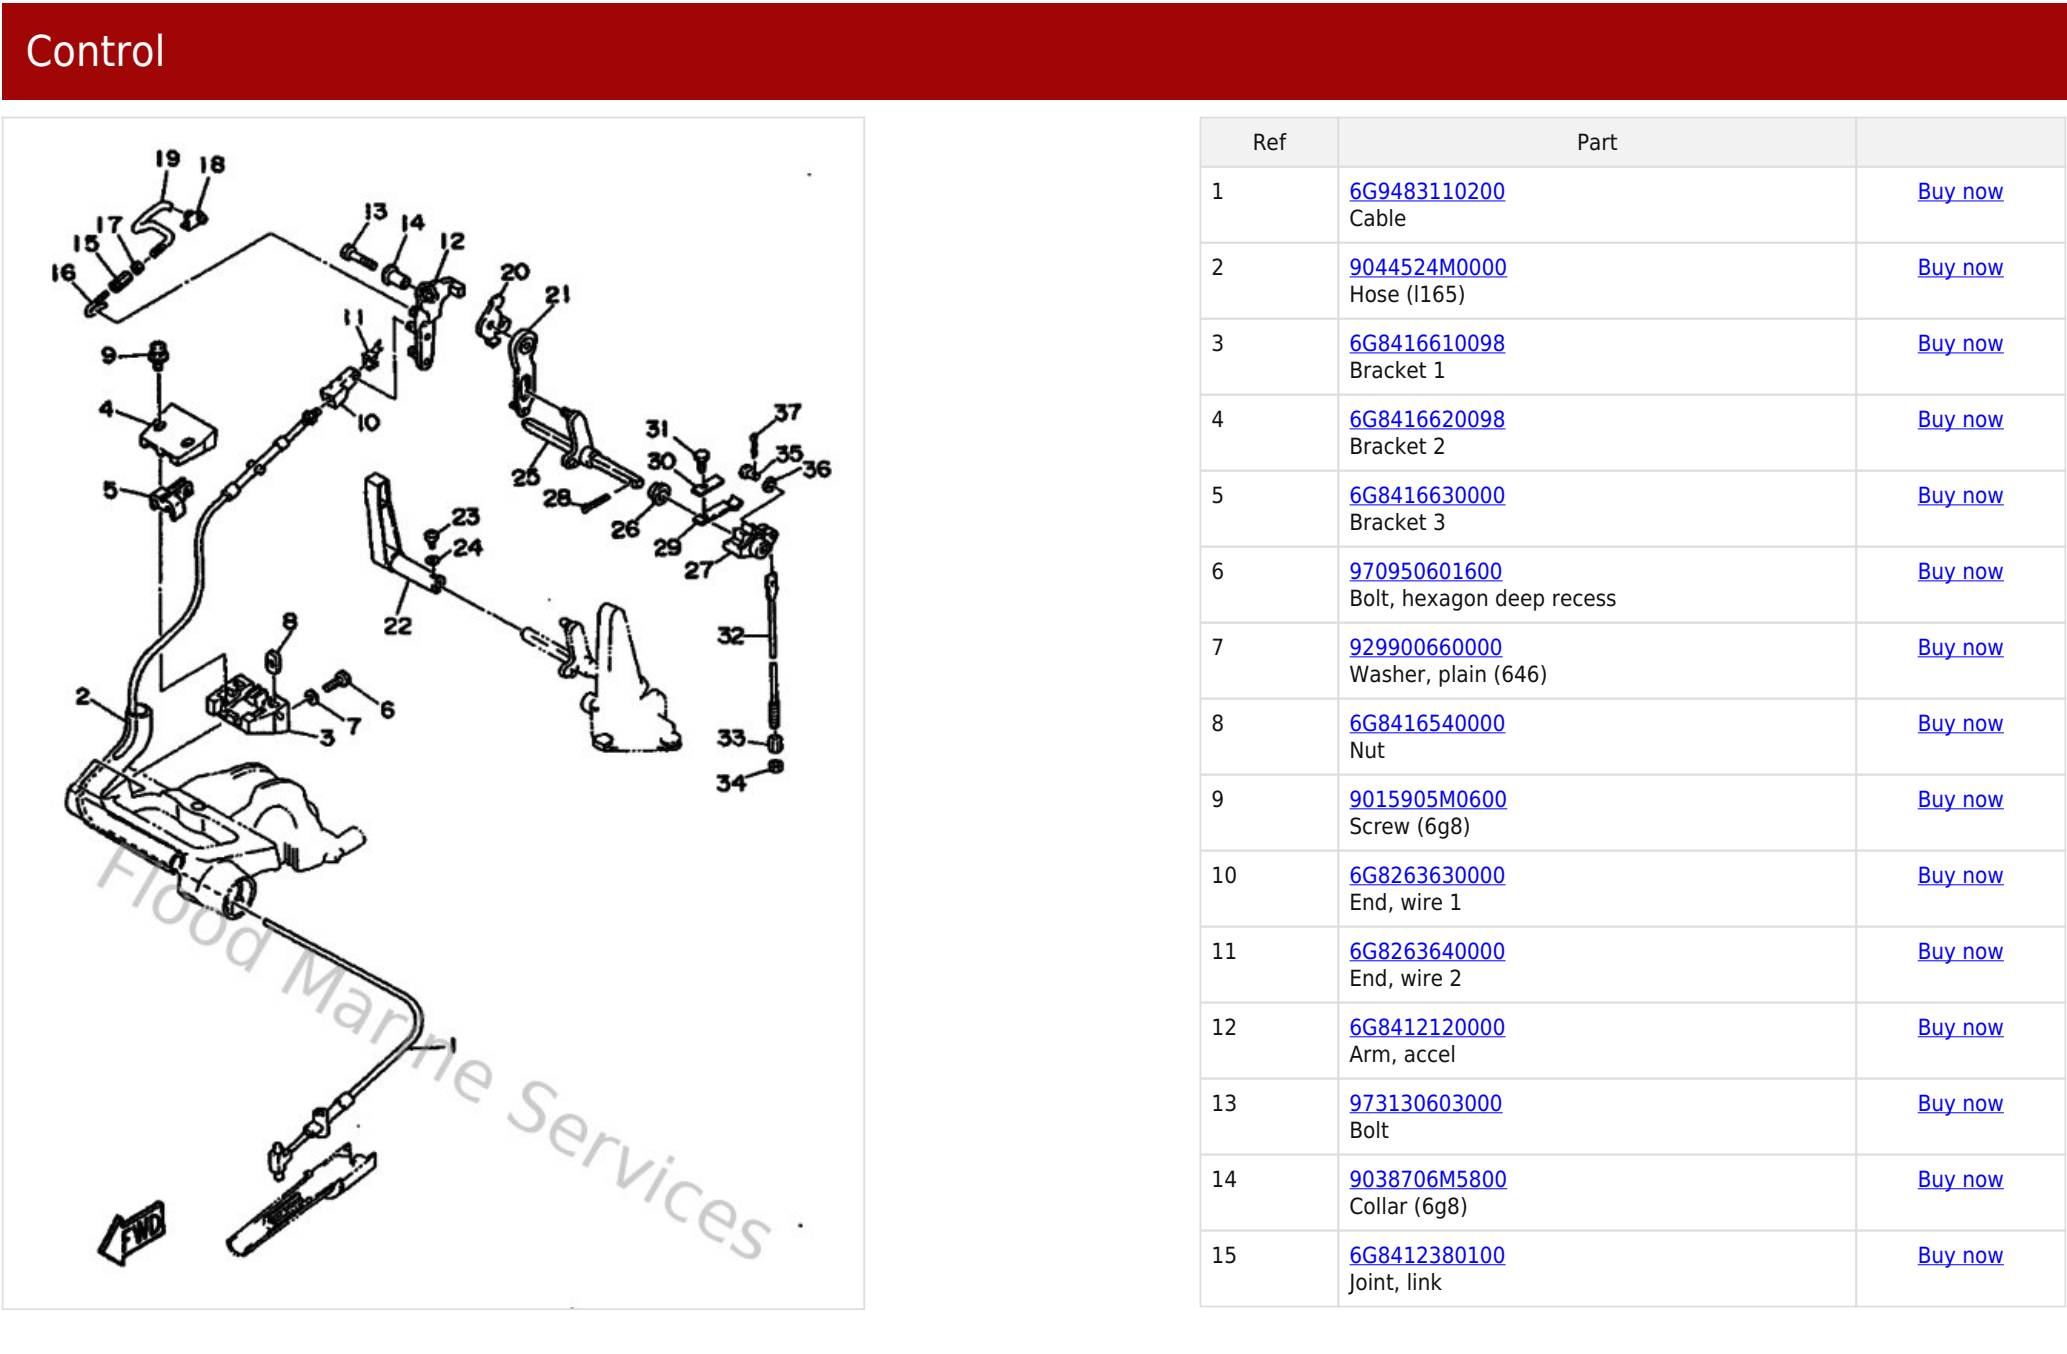 Control
19
18
13
14
17
12
15
16
20
21
11
9
4
10
37
31
35
30
36
5
25
28
23
26
24
29
27
8
22
32
2
6
7
3
33
34
1
FWD
Flood Marine Services
Ref Part
1 6G9483110200 Buy now
Cable
2 9044524M0000 Buy now
Hose (l165)
3 6G8416610098 Buy now
Bracket 1
4 6G8416620098 Buy now
Bracket 2
5 6G8416630000 Buy now
Bracket 3
6 970950601600 Buy now
Bolt, hexagon deep recess
7 929900660000 Buy now
Washer, plain (646)
8 6G8416540000 Buy now
Nut
9 9015905M0600 Buy now
Screw (6g8)
10 6G8263630000 Buy now
End, wire 1
11 6G8263640000 Buy now
End, wire 2
12 6G8412120000 Buy now
Arm, accel
13 973130603000 Buy now
Bolt
14 9038706M5800 Buy now
Collar (6g8)
15 6G8412380100 Buy now
Joint, link